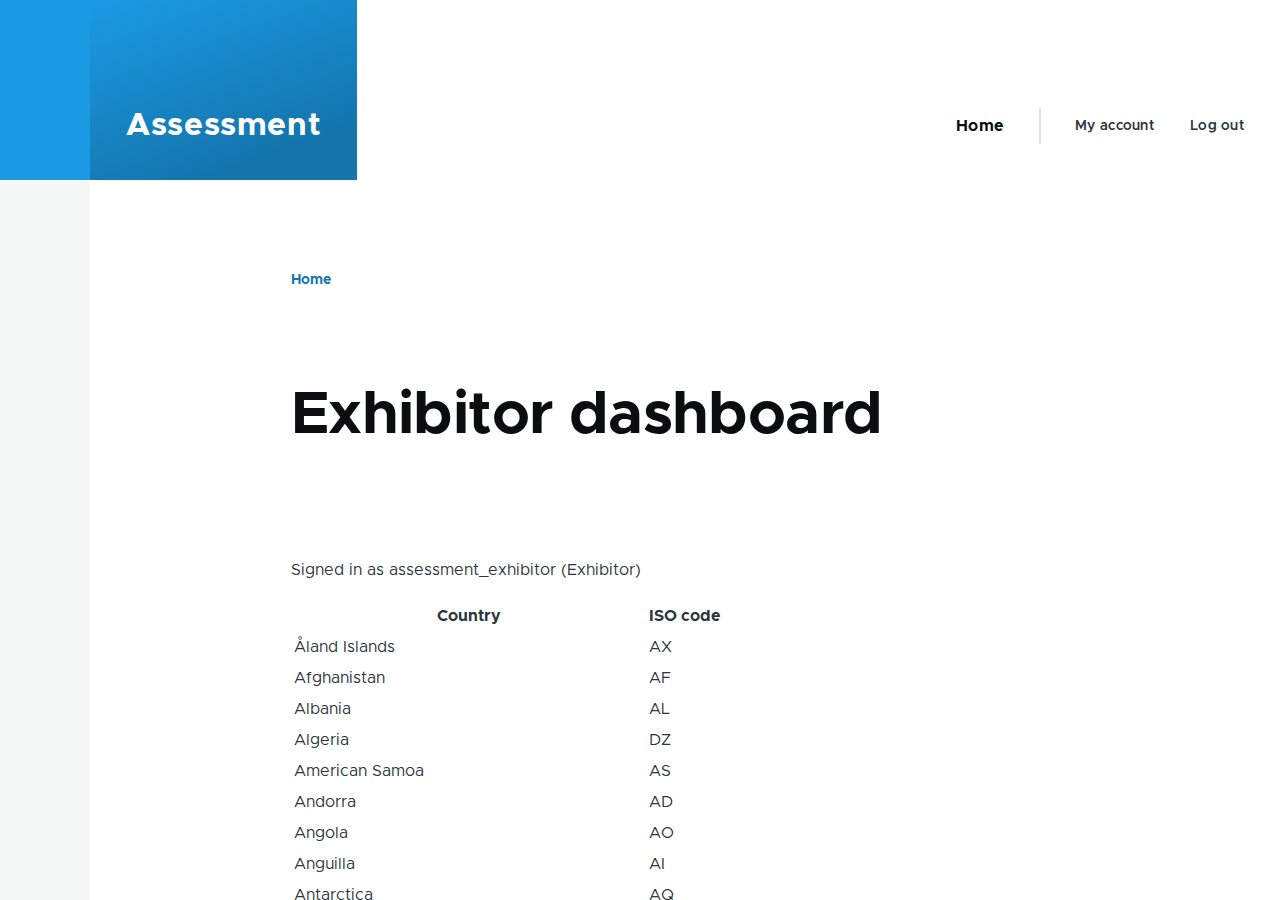 Assessment
Home
My account
Log out
Home
Exhibitor dashboard
Signed in as assessment_exhibitor (Exhibitor)
Country ISO code
Åland Islands AX
Afghanistan AF
Albania AL
Algeria DZ
American Samoa AS
Andorra AD
Angola AO
Anguilla AI
Antarctica AQ